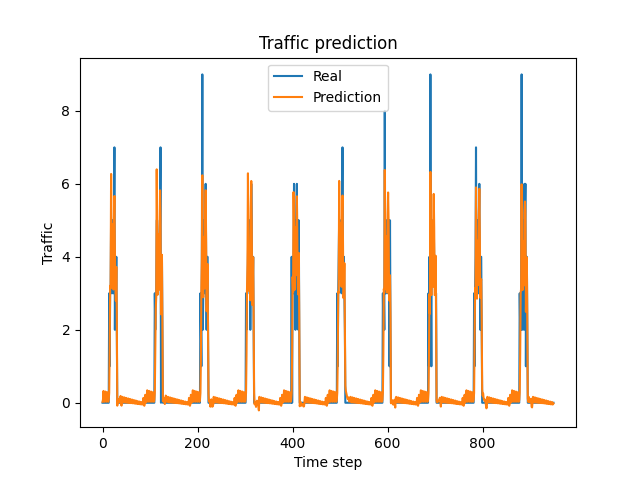 Traffic prediction
Real
Prediction
8
6
4
2
0
Traffic
0 200 400 600 800
Time step